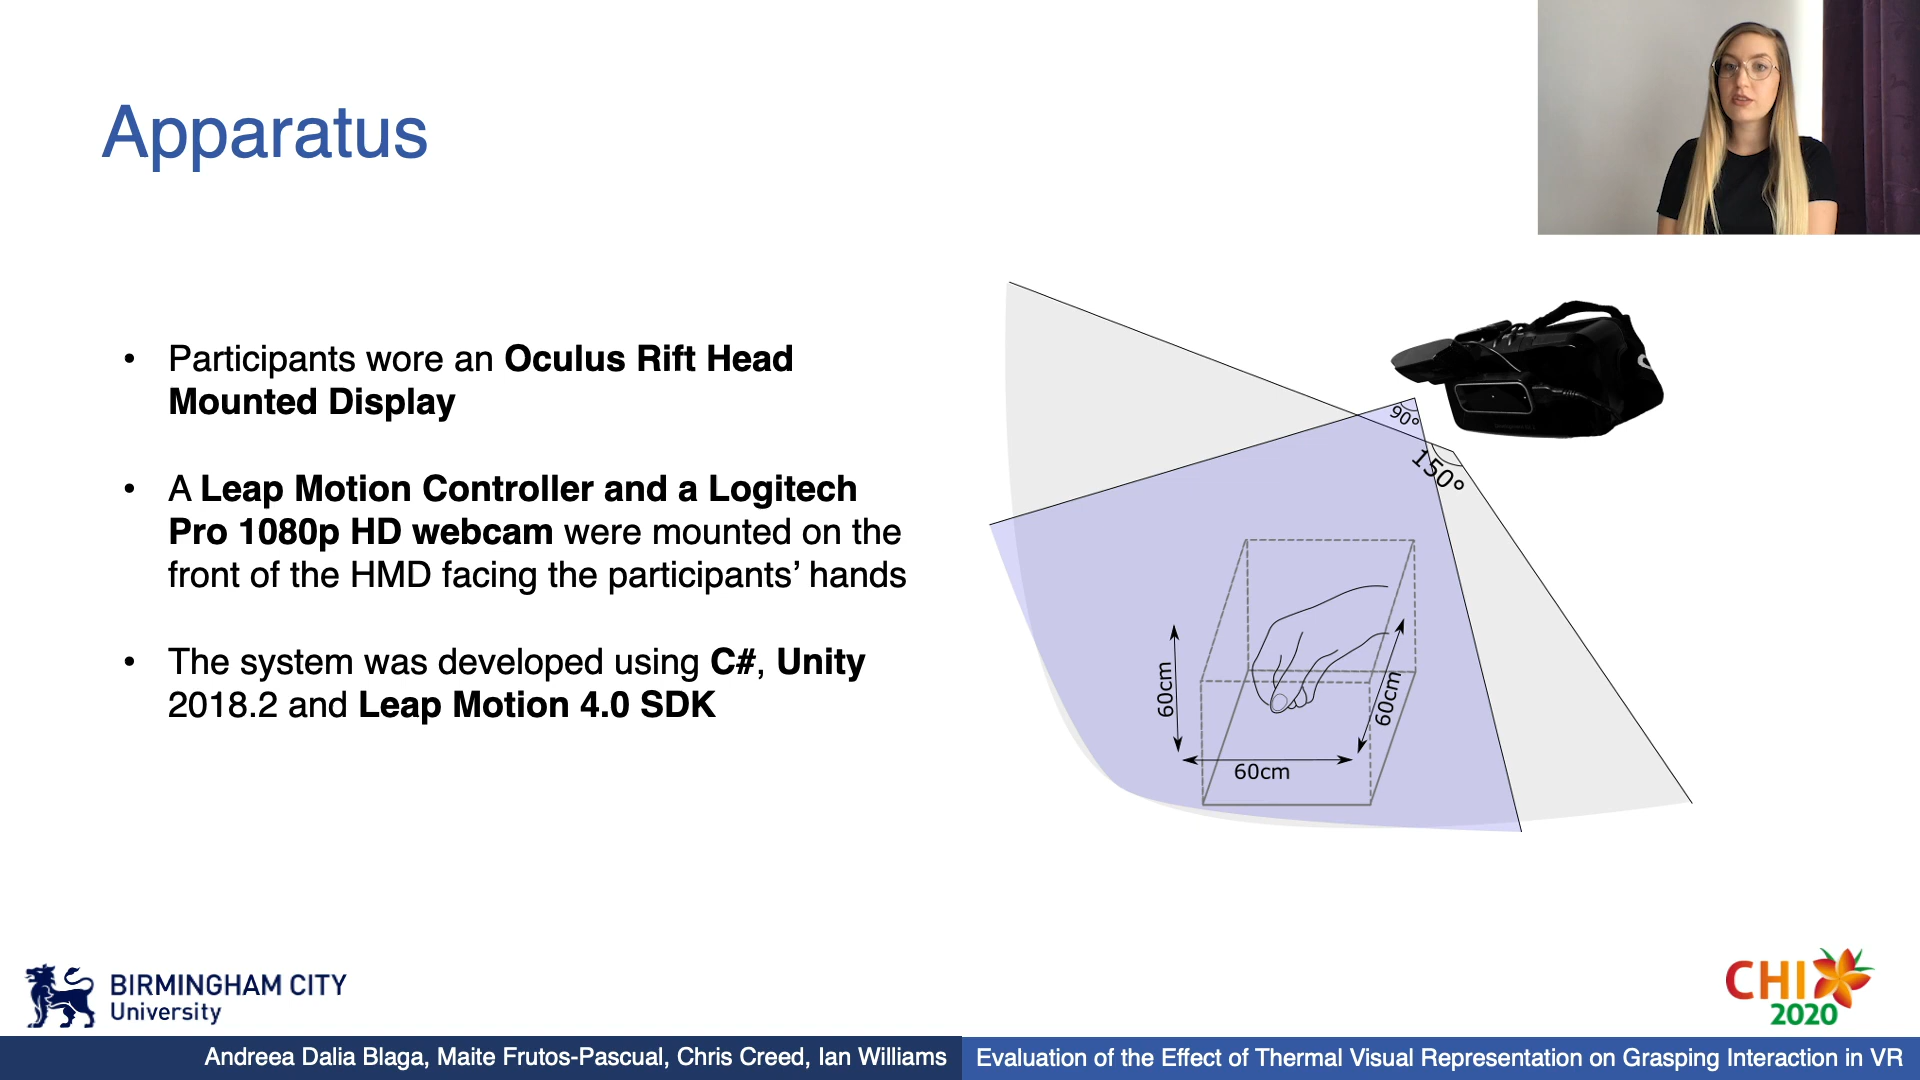 Apparatus
• Participants wore an Oculus Rift Head
Mounted Display
• A Leap Motion Controller and a Logitech
Pro 1080p HD webcam were mounted on the
front of the HMD facing the participants’ hands
• The system was developed using C#, Unity
2018.2 and Leap Motion 4.0 SDK
90°
150°
60cm
60cm
60cm
BIRMINGHAM CITY
University
CHI
2020
Andreea Dalia Blaga, Maite Frutos-Pascual, Chris Creed, Ian Williams
Evaluation of the Effect of Thermal Visual Representation on Grasping Interaction in VR